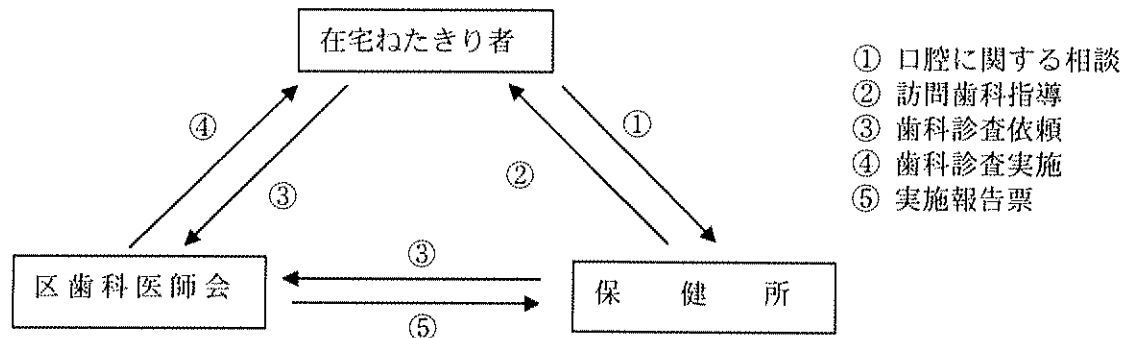 在宅ねたきり者
① 口腔に関する相談
② 訪問歯科指導
③ 歯科診査依頼
④ 歯科診査実施
⑤ 実施報告票
④
①
③
②
区歯科医師会
③
保健所
⑤